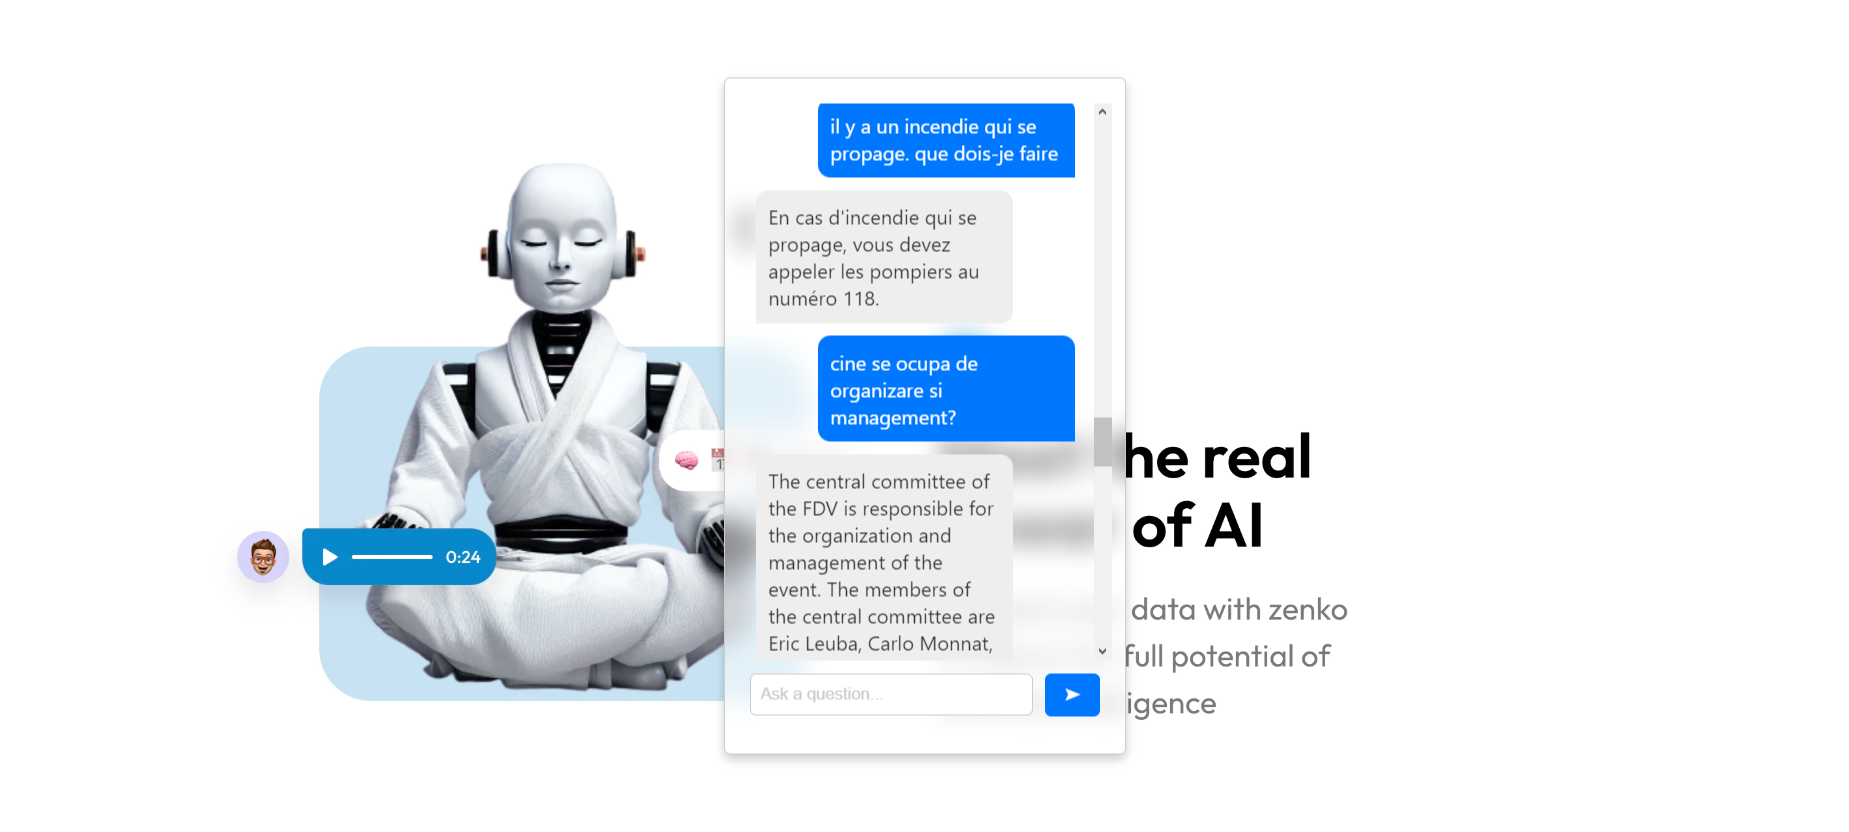 il y a un incendie qui se
propage. que dois-je faire
En cas d'incendie qui se
propage, vous devez
appeler les pompiers au
numéro 118.
cine se ocupa de
organizare si
management?
The central committee of
the FDV is responsible for
the organization and
management of the
event. The members of
the central committee are
Eric Leuba, Carlo Monnat,
Ask a question...
0:24
he real
of AI
data with zenko
full potential of
igence